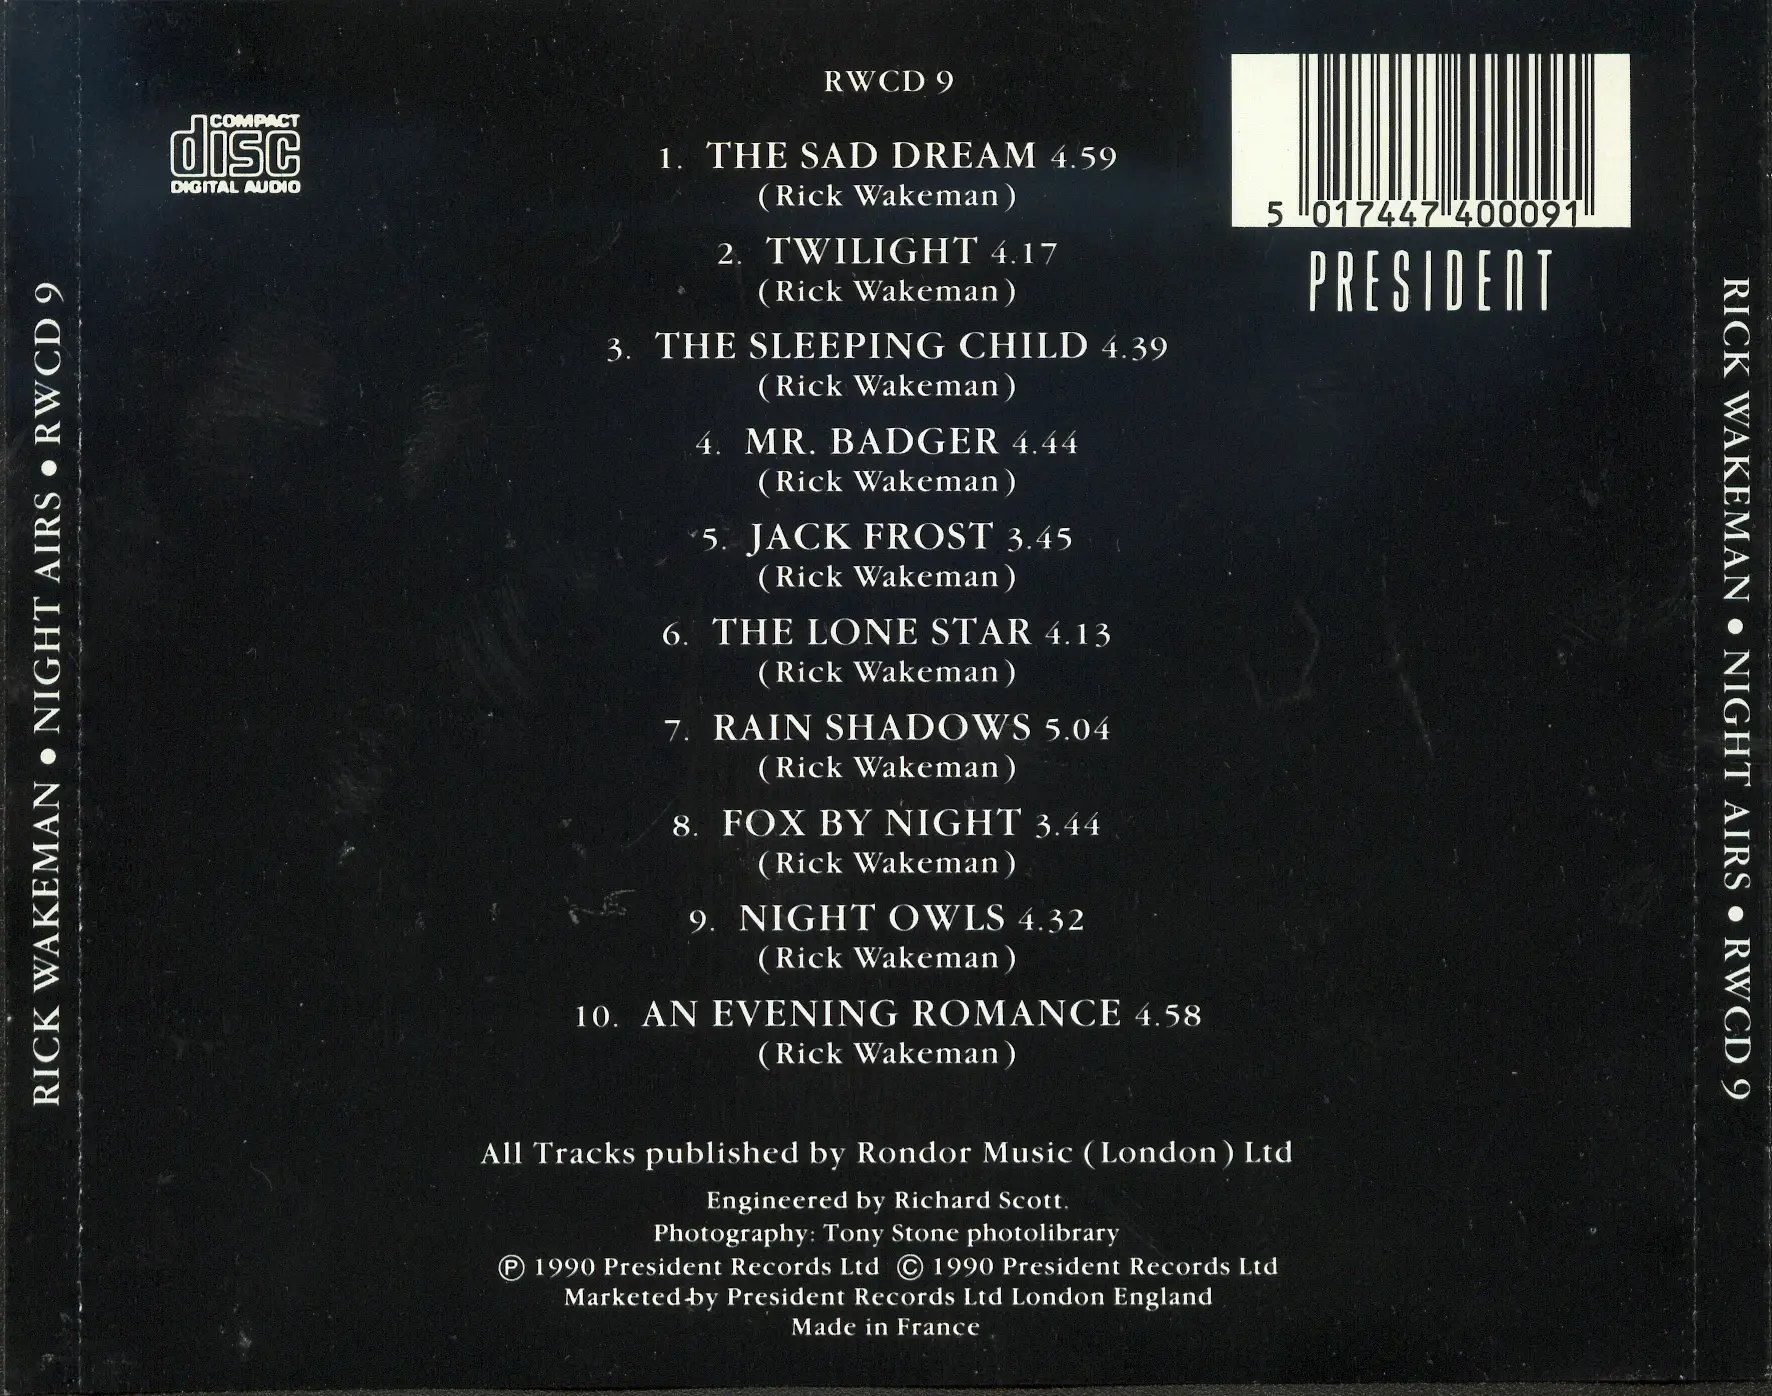 RWCD 9
COMPACT
disc
DIGITAL AUDIO
5 017447 400091
PRESIDENT
1. THE SAD DREAM 4.59
(Rick Wakeman)
2. TWILIGHT 4.17
(Rick Wakeman)
3. THE SLEEPING CHILD 4.39
(Rick Wakeman)
4. MR. BADGER 4.44
(Rick Wakeman)
5. JACK FROST 3.45
(Rick Wakeman)
6. THE LONE STAR 4.13
(Rick Wakeman)
7. RAIN SHADOWS 5.04
(Rick Wakeman)
8. FOX BY NIGHT 3.44
(Rick Wakeman)
9. NIGHT OWLS 4.32
(Rick Wakeman)
10. AN EVENING ROMANCE 4.58
(Rick Wakeman)
All Tracks published by Rondor Music (London) Ltd
Engineered by Richard Scott.
Photography: Tony Stone photolibrary
℗ 1990 President Records Ltd © 1990 President Records Ltd
Marketed by President Records Ltd London England
Made in France
RICK WAKEMAN • NIGHT AIRS • RWCD 9
RICK WAKEMAN • NIGHT AIRS • RWCD 9